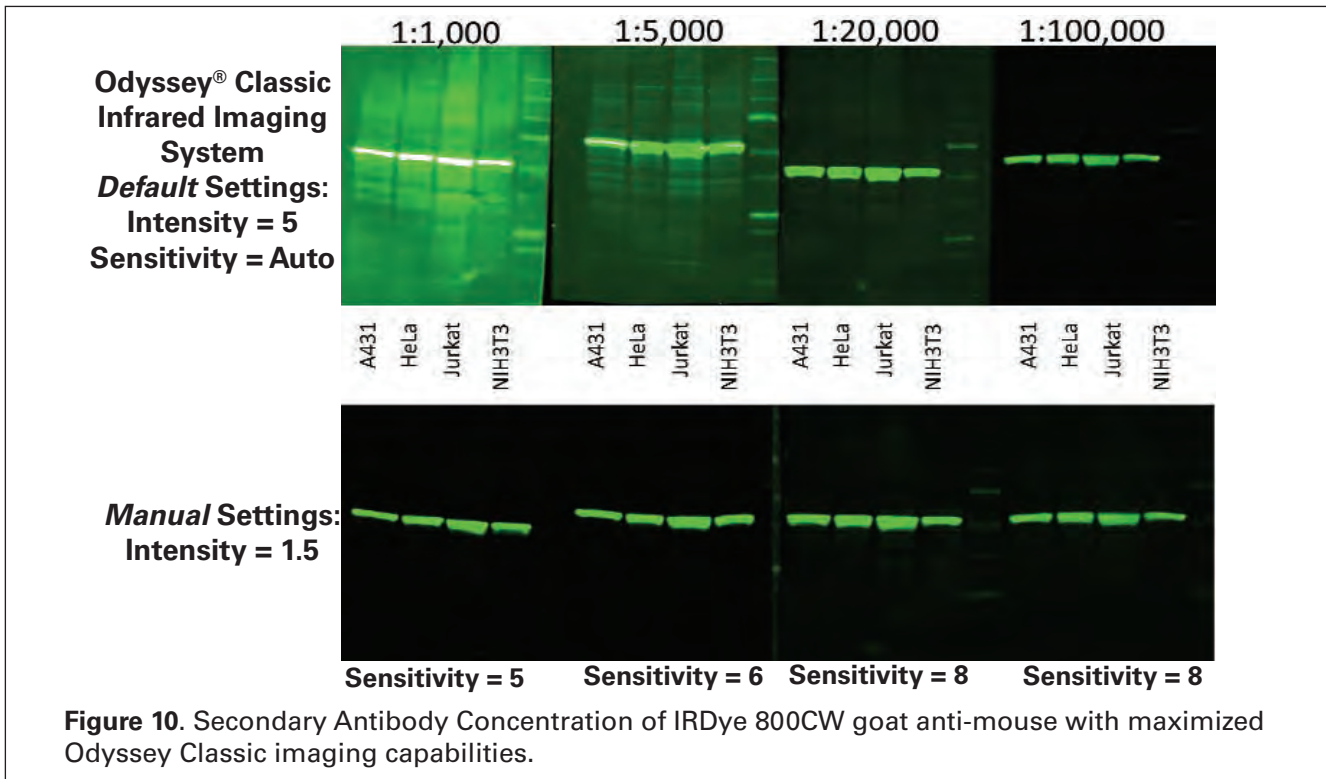 1:1,000 1:5,000 1:20,000 1:100,000
Odyssey® Classic
Infrared Imaging
System
Default Settings:
Intensity = 5
Sensitivity = Auto
A431 HeLa Jurkat NIH3T3 A431 HeLa Jurkat NIH3T3 A431 HeLa Jurkat NIH3T3 A431 HeLa Jurkat NIH3T3
Manual Settings:
Intensity = 1.5
Sensitivity = 5 Sensitivity = 6 Sensitivity = 8 Sensitivity = 8
Figure 10. Secondary Antibody Concentration of IRDye 800CW goat anti-mouse with maximized
Odyssey Classic imaging capabilities.